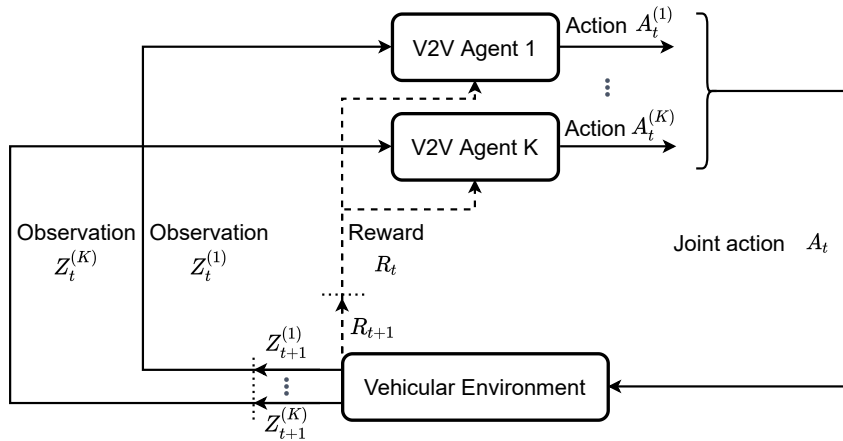 Action $A_t^{(1)}$
V2V Agent 1
⋮
Action $A_t^{(K)}$
V2V Agent K
Observation
$Z_t^{(K)}$
Observation
$Z_t^{(1)}$
Reward
$R_t$
Joint action $A_t$
$R_{t+1}$
$Z_{t+1}^{(1)}$
⋮
$Z_{t+1}^{(K)}$
Vehicular Environment